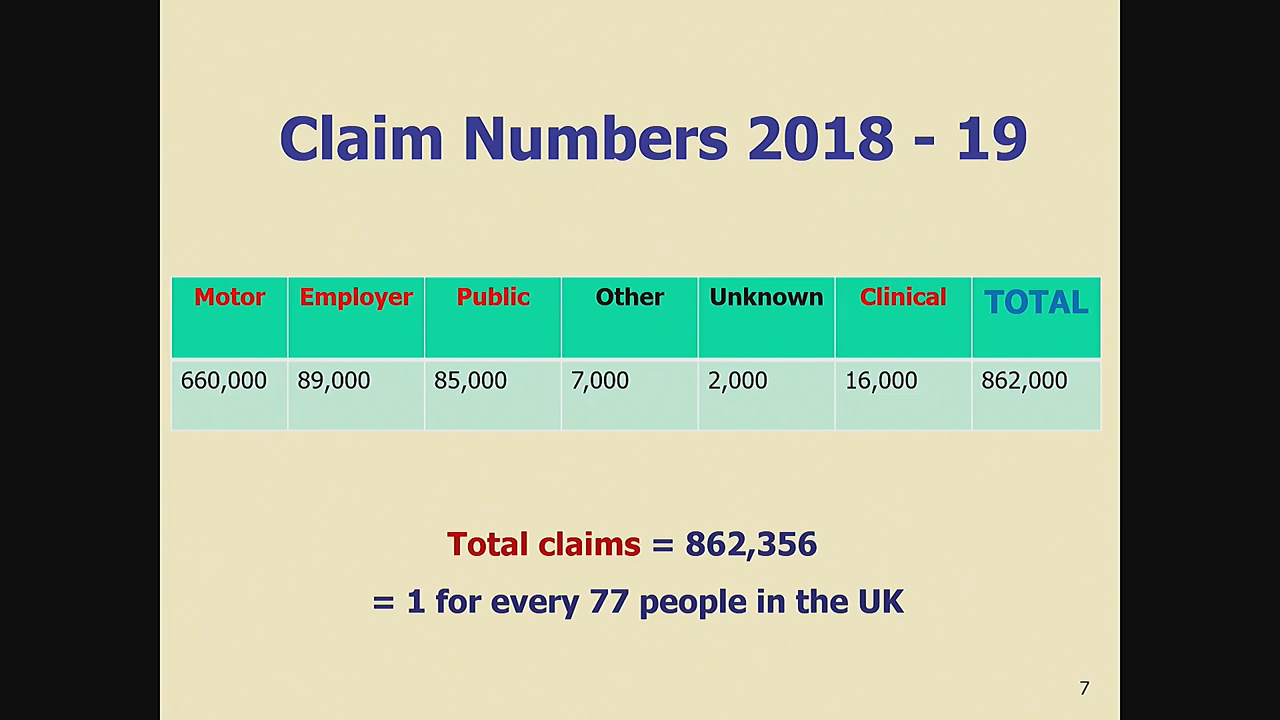 Claim Numbers 2018 - 19
Motor Employer Public Other Unknown Clinical TOTAL
660,000 89,000 85,000 7,000 2,000 16,000 862,000
Total claims = 862,356
= 1 for every 77 people in the UK
7